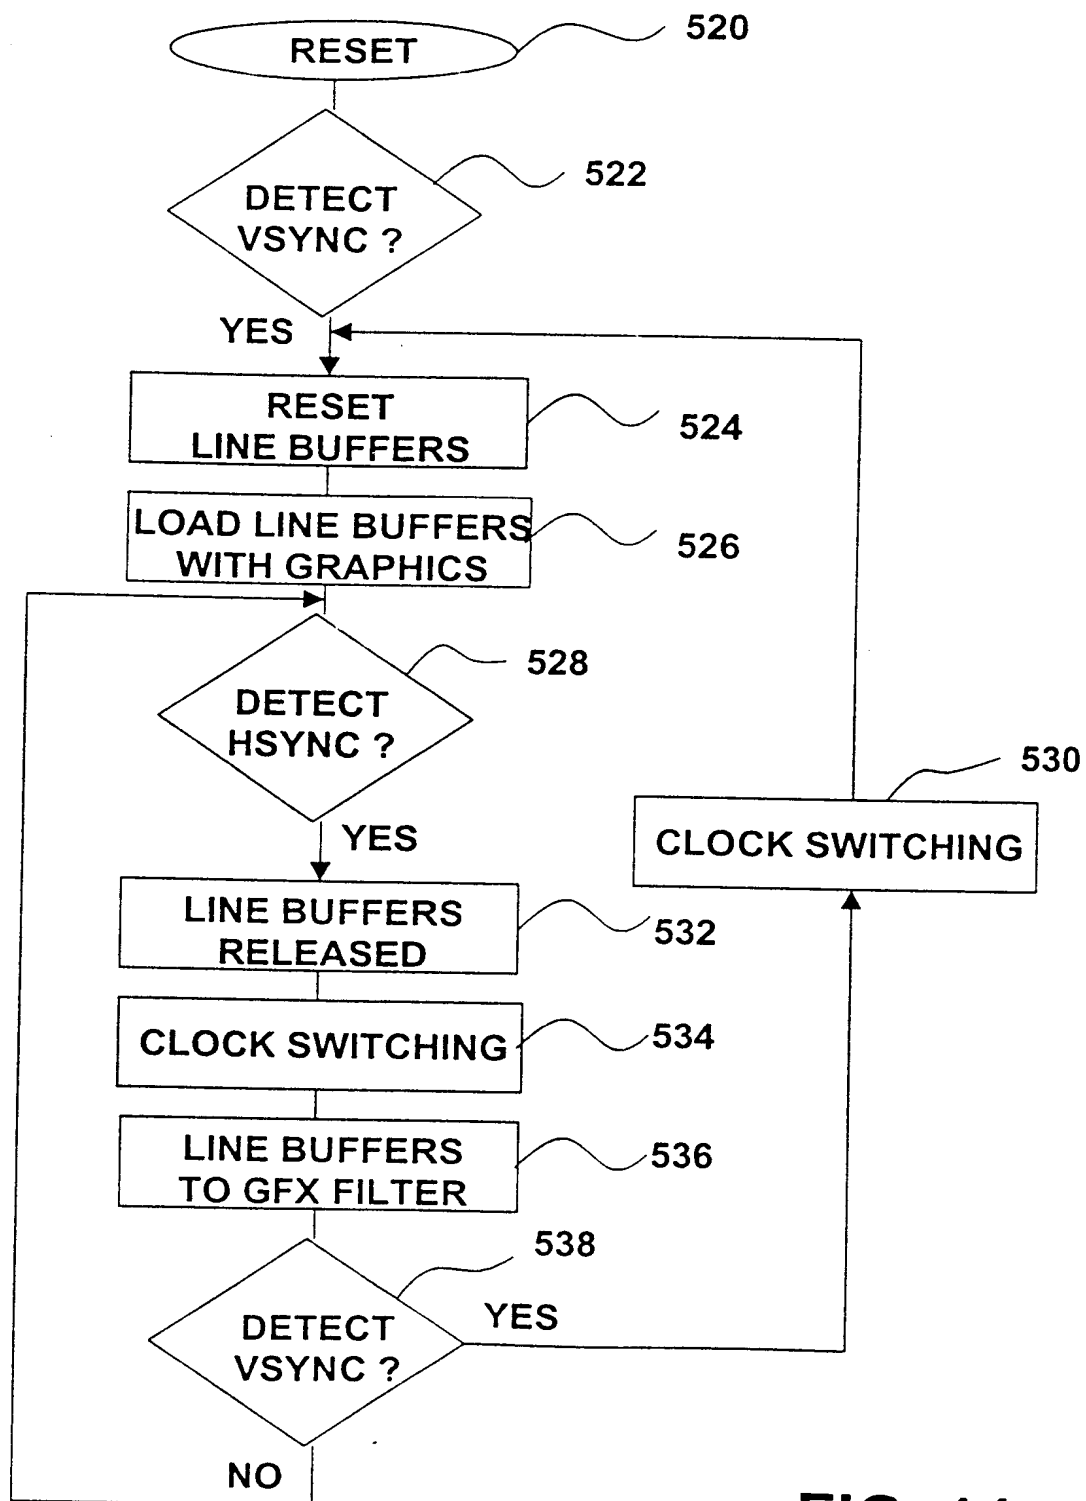 RESET
520
DETECT
VSYNC ?
522
YES
RESET
LINE BUFFERS
524
LOAD LINE BUFFERS
WITH GRAPHICS
526
DETECT
HSYNC ?
528
530
CLOCK SWITCHING
YES
LINE BUFFERS
RELEASED
532
CLOCK SWITCHING
534
LINE BUFFERS
TO GFX FILTER
536
538
DETECT
VSYNC ?
YES
NO